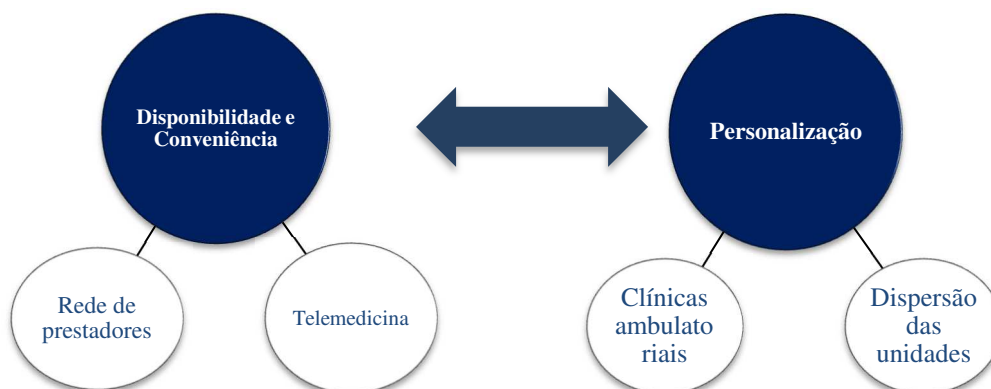 Disponibilidade e
Conveniência
Personalização
Rede de
prestadores
Telemedicina
Clínicas
ambulato
riais
Dispersão
das
unidades